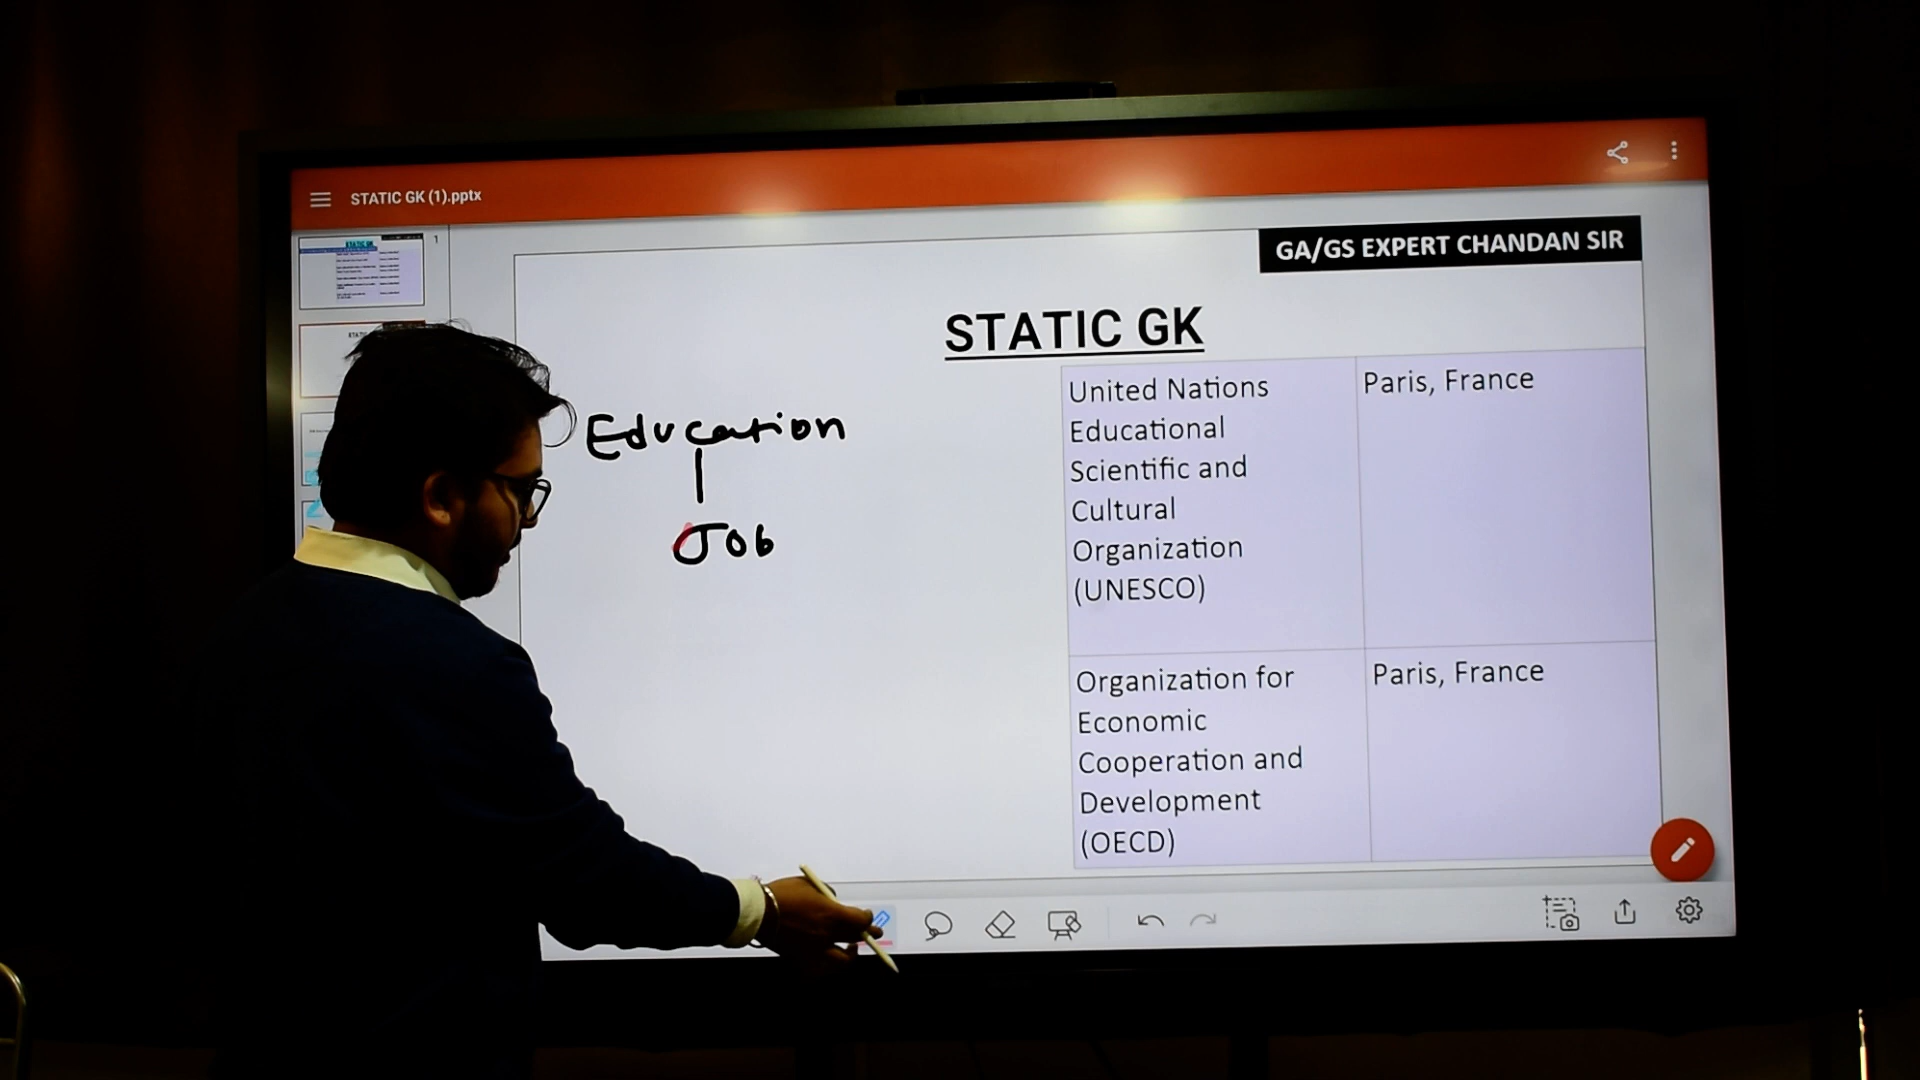 STATIC GK (1).pptx
1
GA/GS EXPERT CHANDAN SIR
STATIC GK
Education
Job
United Nations
Educational
Scientific and
Cultural
Organization
(UNESCO)
Paris, France
Organization for
Economic
Cooperation and
Development
(OECD)
Paris, France